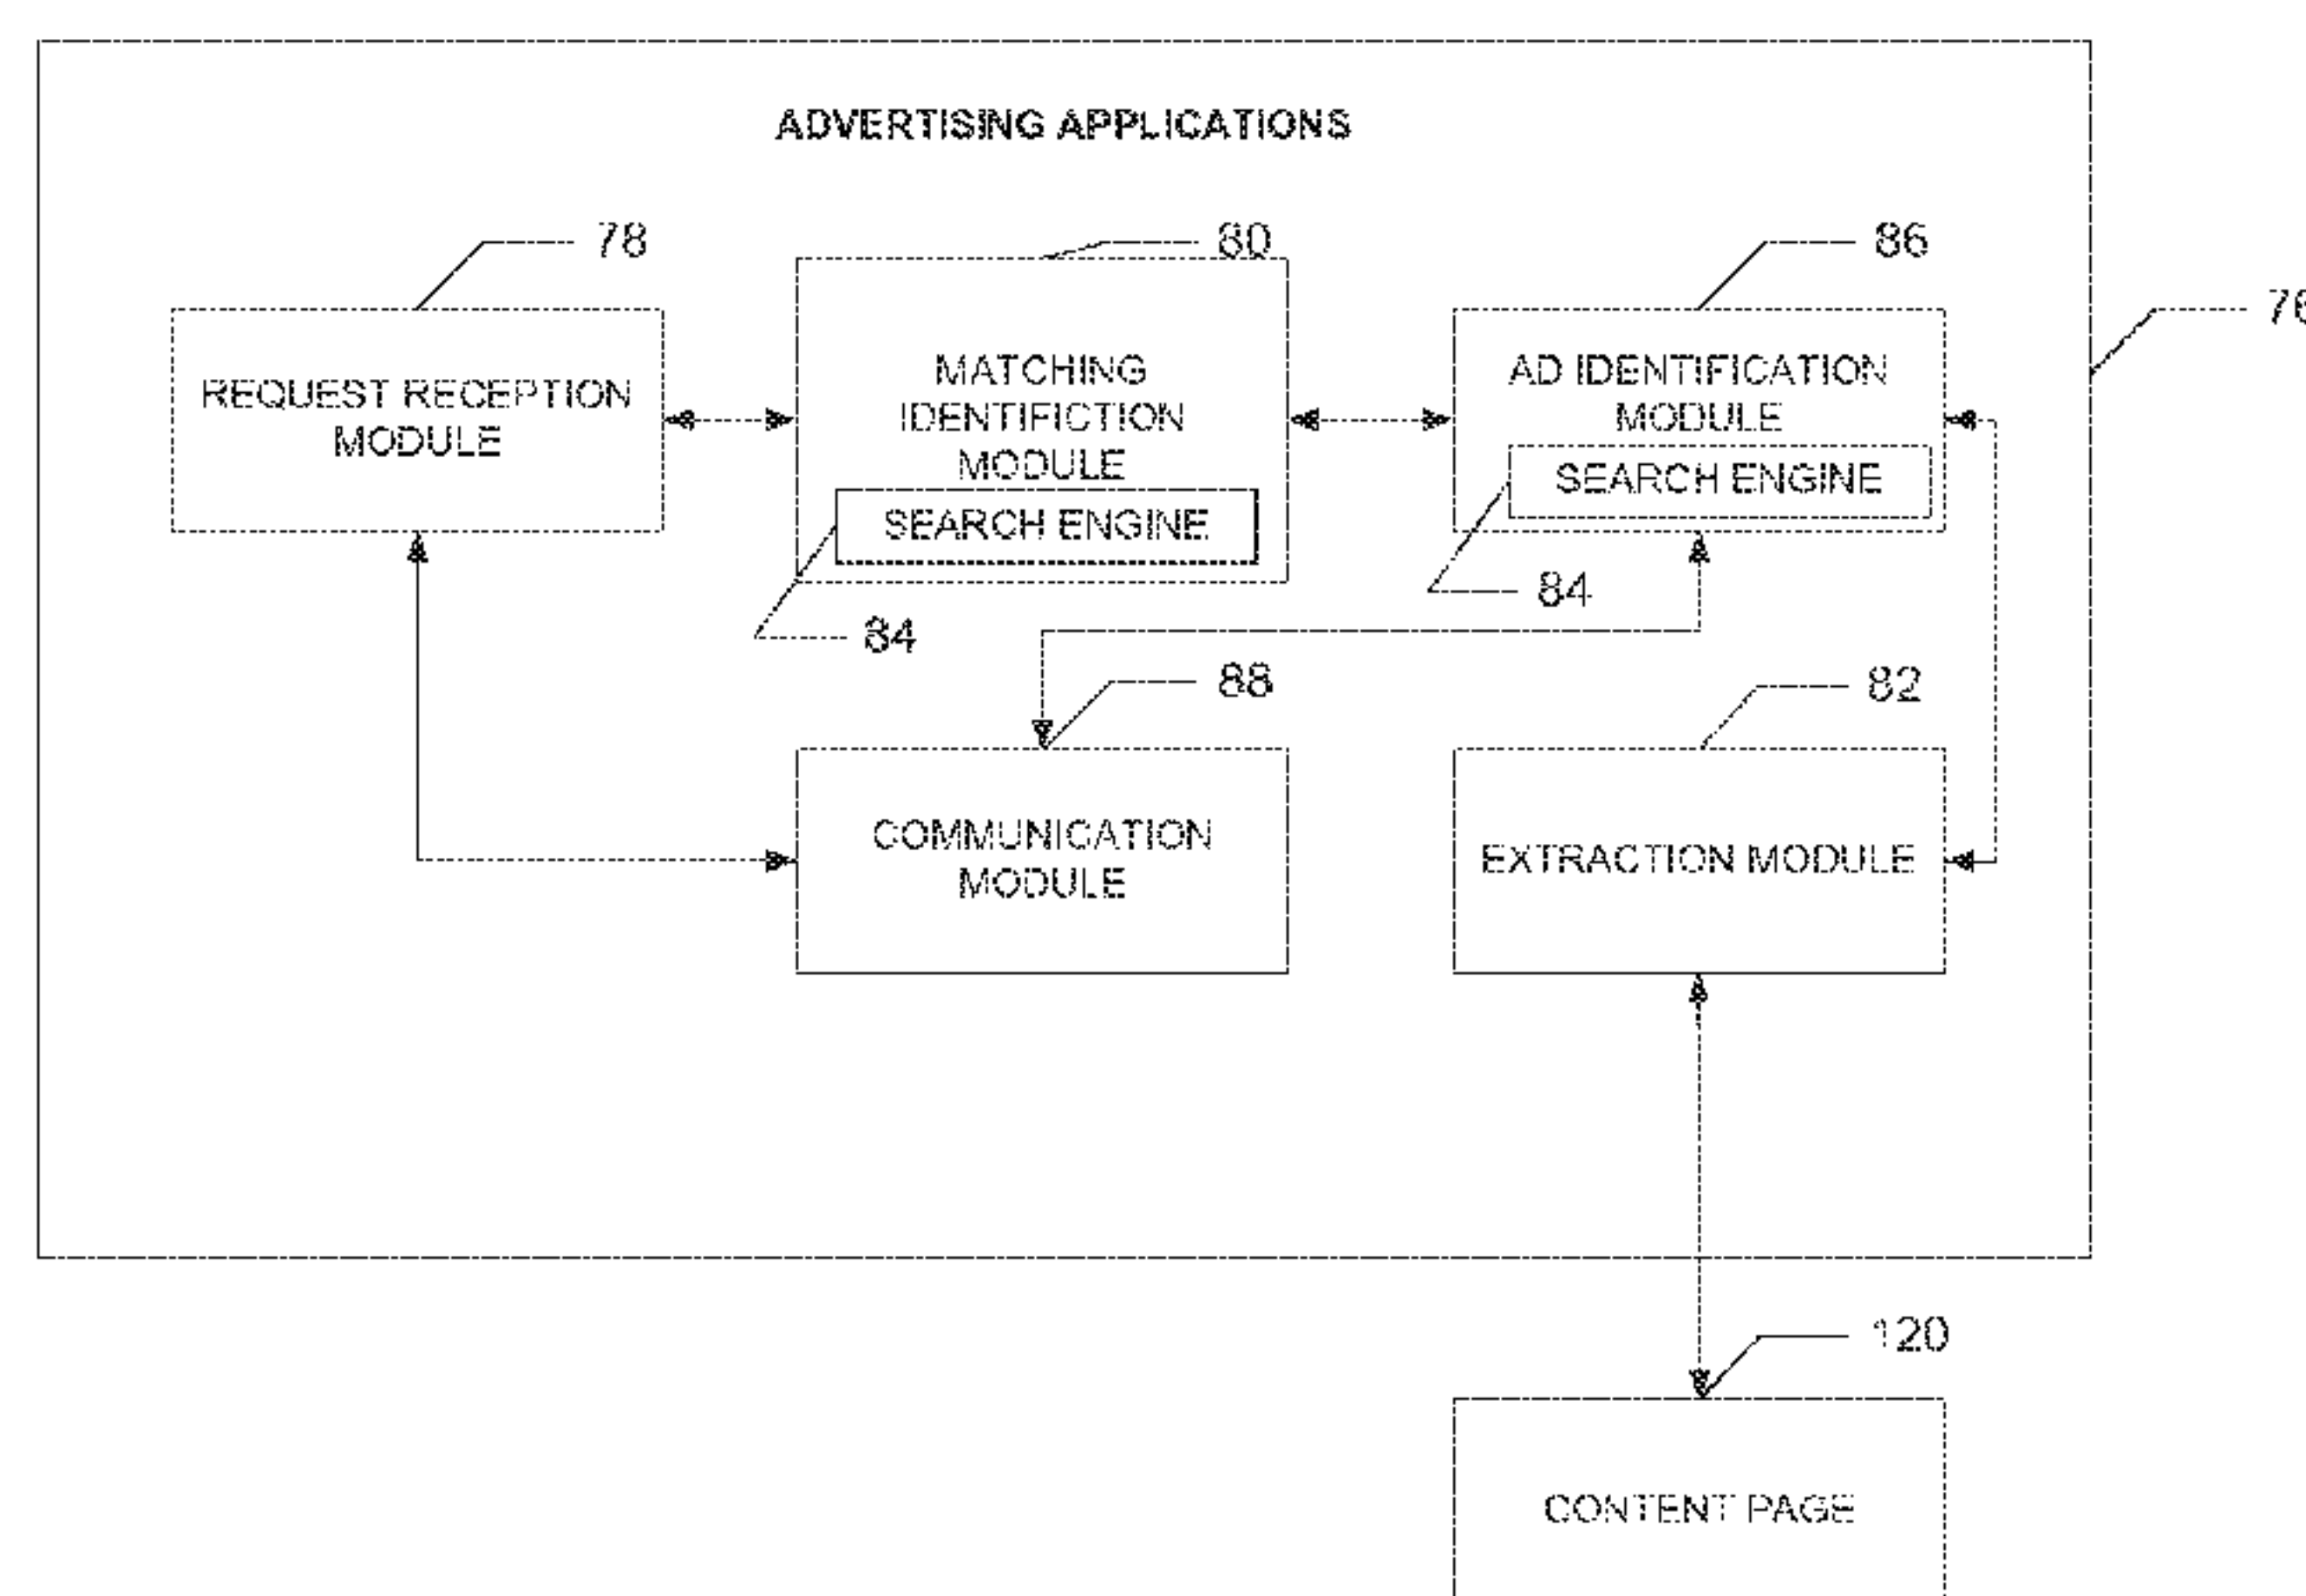 ADVERTISING APPLICATIONS
78
80
86
76
REQUEST RECEPTION
MODULE
MATCHING
IDENTIFICTION
MODULE
SEARCH ENGINE
84
AD IDENTIFICATION
MODULE
SEARCH ENGINE
84
88
82
COMMUNICATION
MODULE
EXTRACTION MODULE
120
CONTENT PAGE